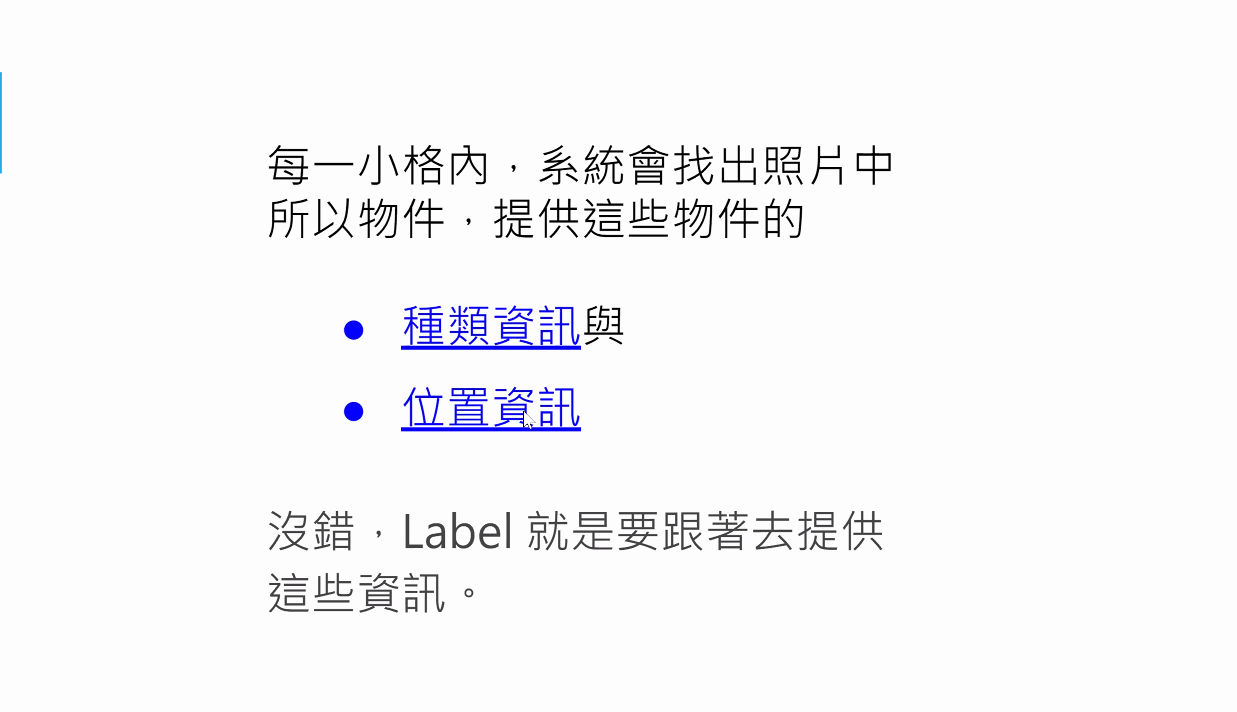 每一小格內，系統會找出照片中
所以物件，提供這些物件的
● 種類資訊與
● 位置資訊
沒錯，Label 就是要跟著去提供
這些資訊。